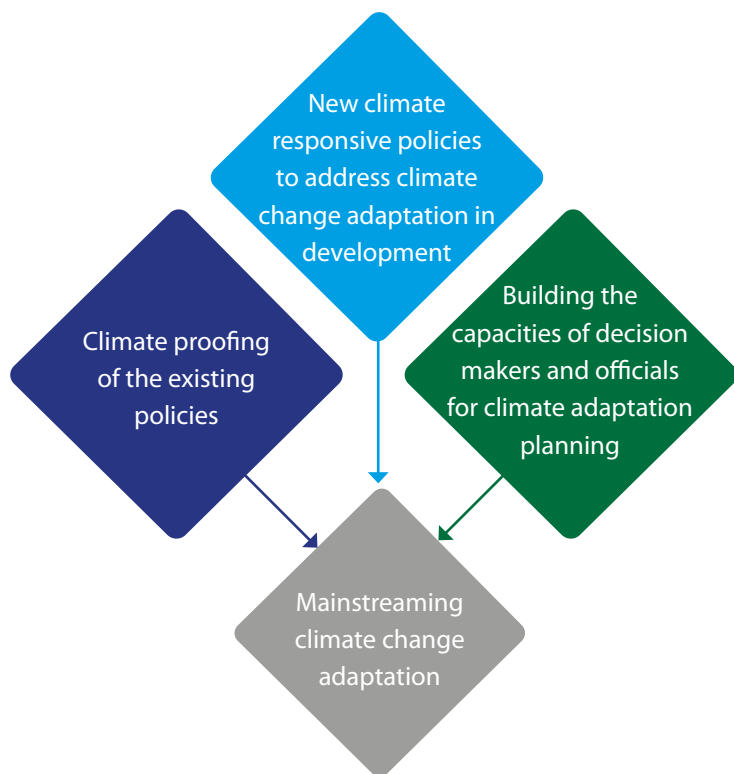 New climate
responsive policies
to address climate
change adaptation in
development
Climate proofing
of the existing
policies
Building the
capacities of decision
makers and officials
for climate adaptation
planning
Mainstreaming
climate change
adaptation